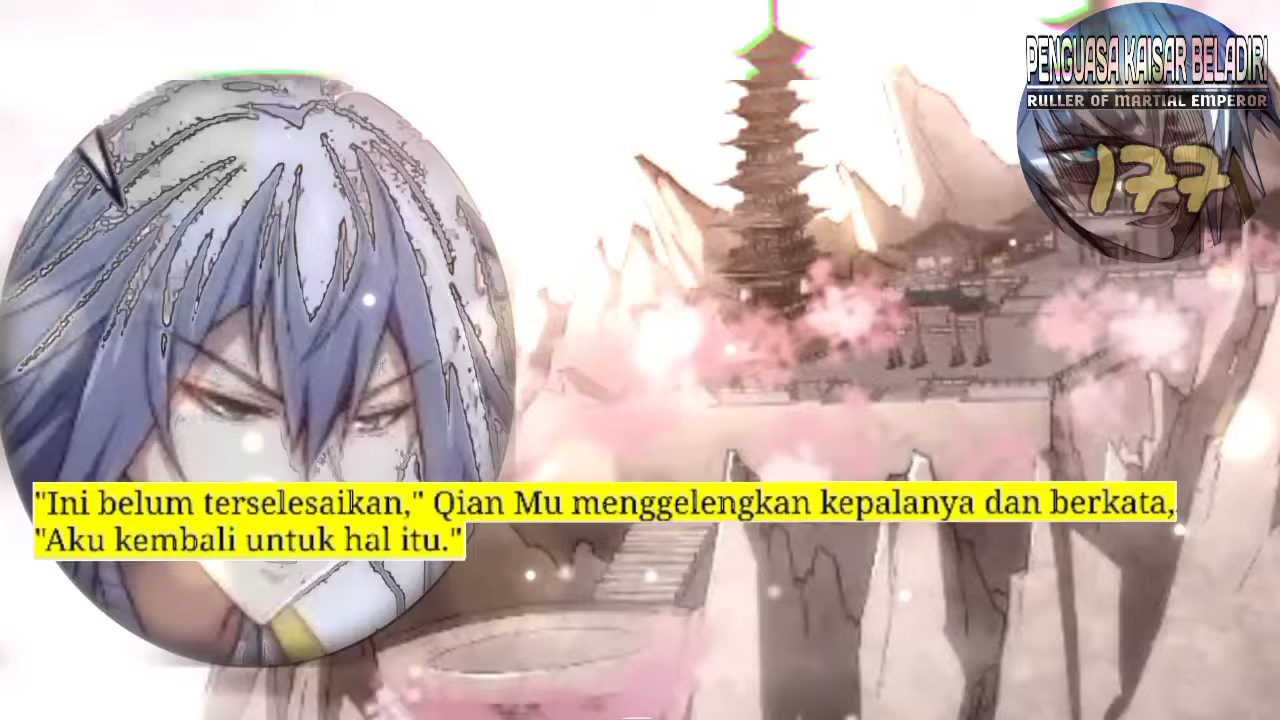 PENGUASA KAISAR BELADIRI
RULLER OF MARTIAL EMPEROR
177
"Ini belum terselesaikan," Qian Mu menggelengkan kepalanya dan berkata,
"Aku kembali untuk hal itu."